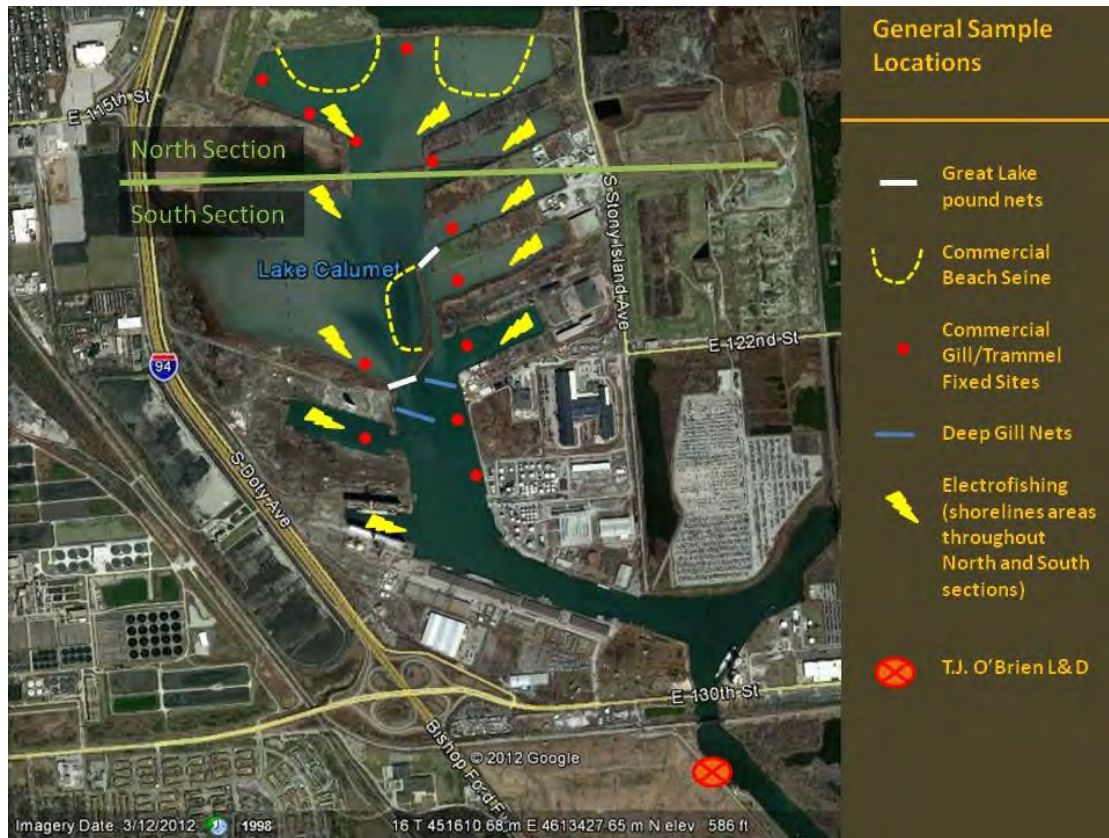 E 115th St
North Section
South Section
Lake Calumet
S Stony Island Ave
E 122nd St
94
S Doty Ave
E 130th St
Bishop Ford F
© 2012 Google
Imagery Date: 3/12/2012
1998
16 T 451610.68 m E 4613427.65 m N elev 586 ft
General Sample
Locations
Great Lake
pound nets
Commercial
Beach Seine
Commercial
Gill/Trammel
Fixed Sites
Deep Gill Nets
Electrofishing
(shorelines areas
throughout
North and South
sections)
T.J. O'Brien L& D